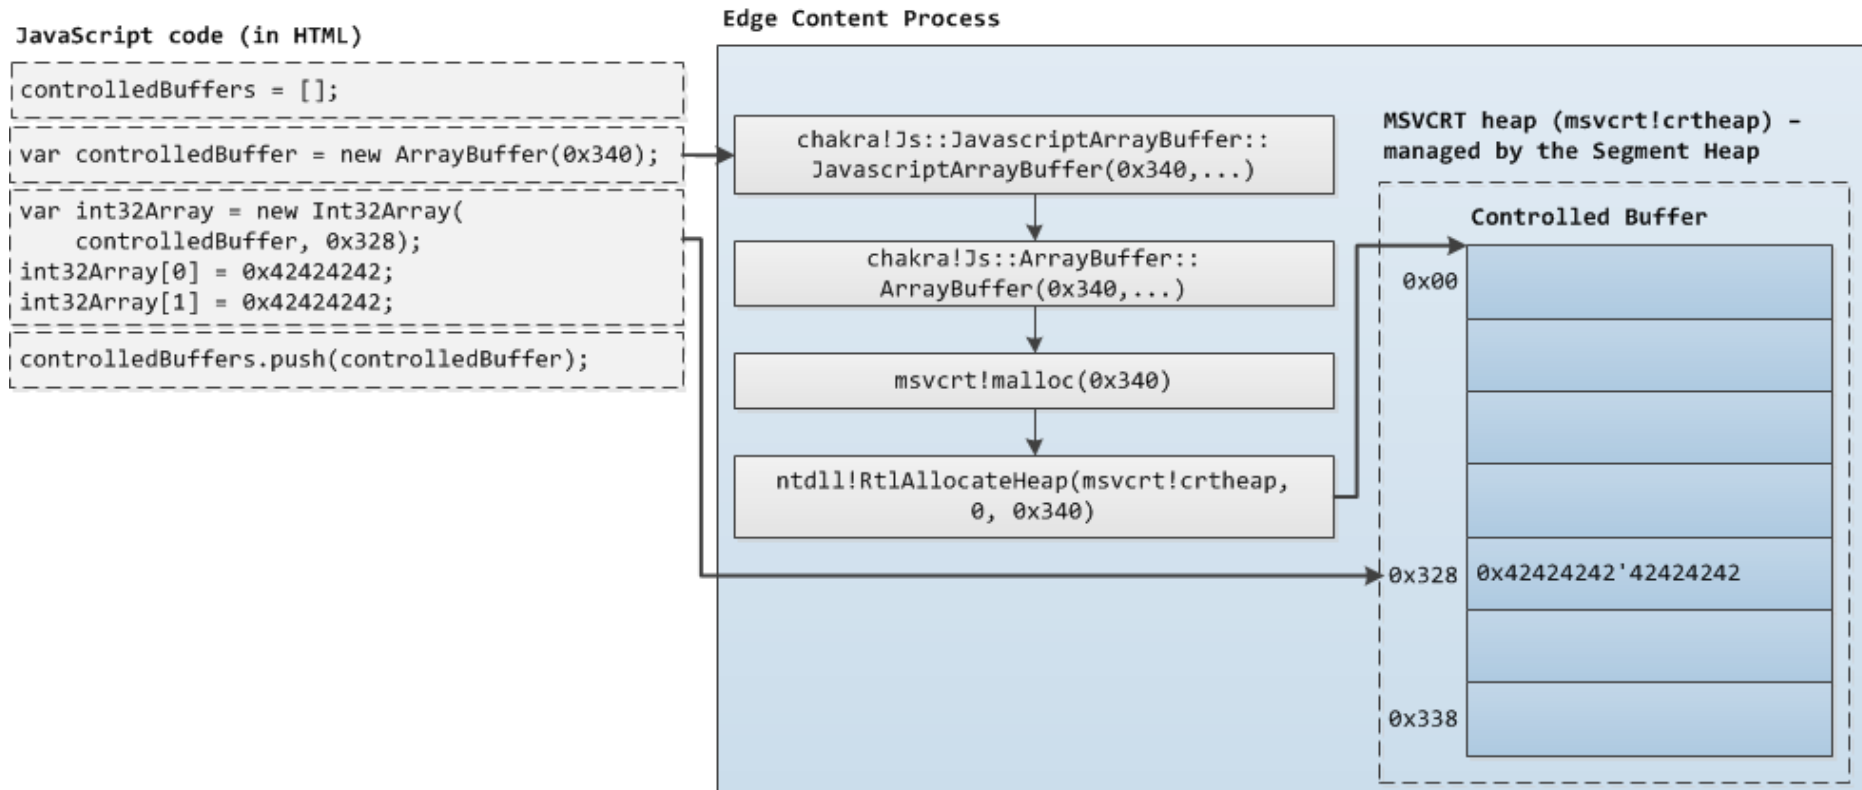 Edge Content Process
JavaScript code (in HTML)
controlledBuffers = [];
var controlledBuffer = new ArrayBuffer(0x340);
var int32Array = new Int32Array(
controlledBuffer, 0x328);
int32Array[0] = 0x42424242;
int32Array[1] = 0x42424242;
controlledBuffers.push(controlledBuffer);
chakra!Js::JavascriptArrayBuffer::
JavascriptArrayBuffer(0x340,...)
chakra!Js::ArrayBuffer::
ArrayBuffer(0x340,...)
msvcrt!malloc(0x340)
ntdll!RtlAllocateHeap(msvcrt!crtheap,
0, 0x340)
MSVCRT heap (msvcrt!crtheap) –
managed by the Segment Heap
Controlled Buffer
0x00
0x328
0x42424242'42424242
0x338